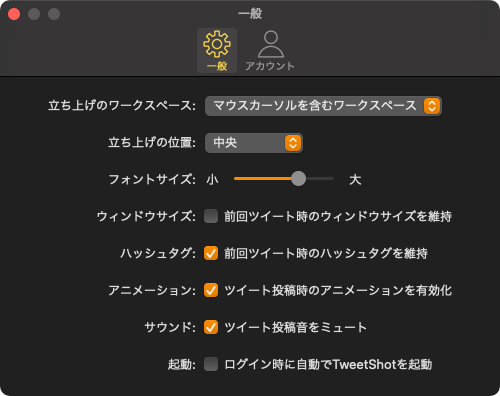 一般
一般 アカウント
立ち上げのワークスペース: マウスカーソルを含むワークスペース
立ち上げの位置: 中央
フォントサイズ: 小 大
ウィンドウサイズ: 前回ツイート時のウィンドウサイズを維持
ハッシュタグ: 前回ツイート時のハッシュタグを維持
アニメーション: ツイート投稿時のアニメーションを有効化
サウンド: ツイート投稿音をミュート
起動: ログイン時に自動でTweetShotを起動